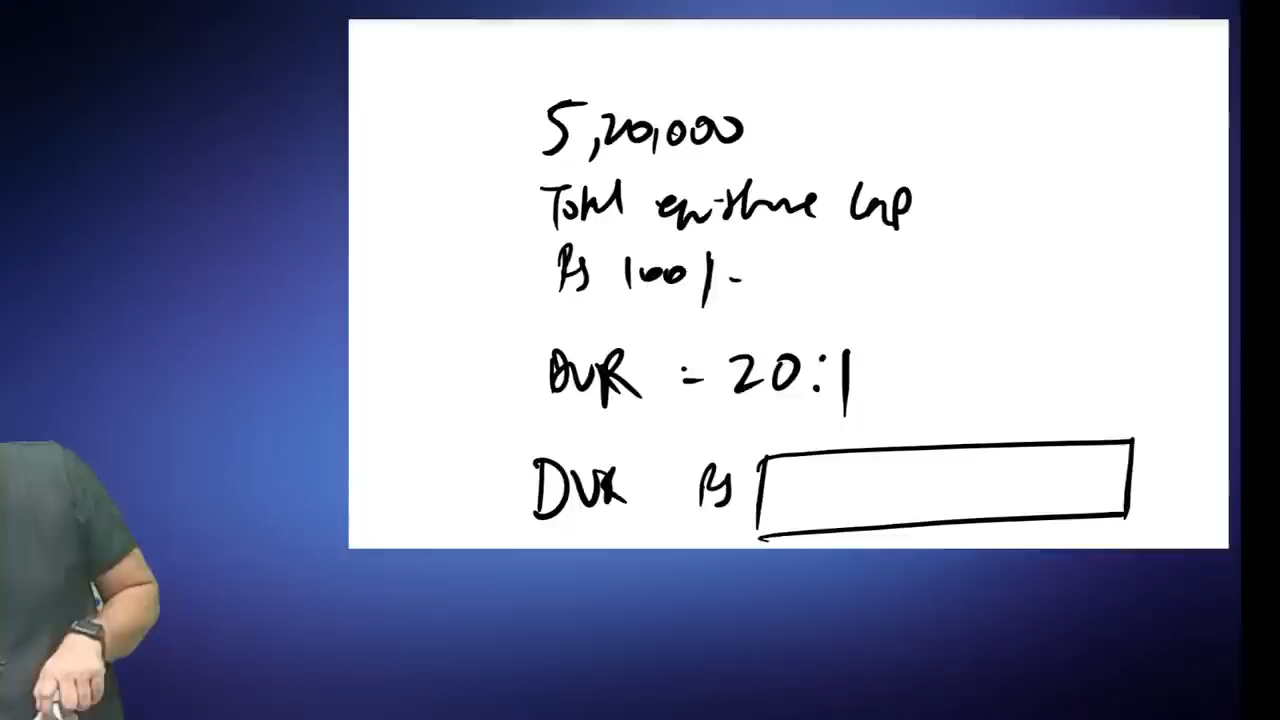 5,20,000
Total eq. share cap
Rs 100/-
DVR = 20:1
DVR Rs